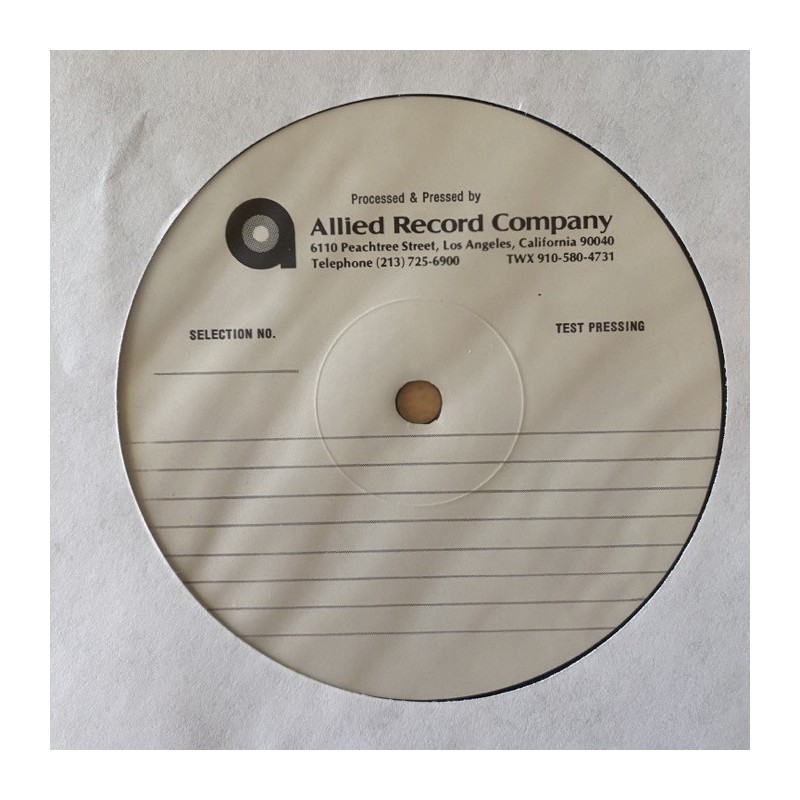 Processed & Pressed by
Allied Record Company
6110 Peachtree Street, Los Angeles, California 90040
Telephone (213) 725-6900 TWX 910-580-4731
SELECTION NO. TEST PRESSING